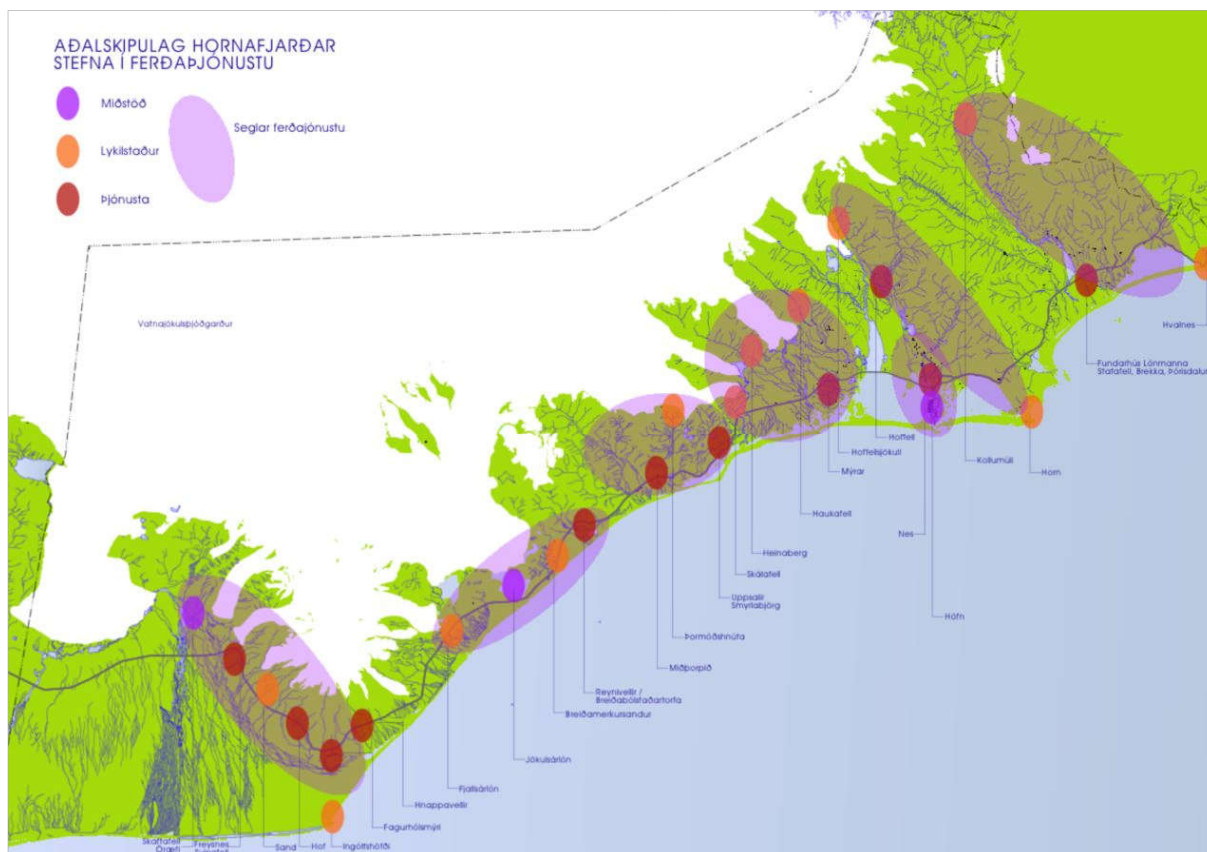 AÐALSKIPULAG HORNAFJARÐAR
STEFNA Í FERÐAÞJÓNUSTU
Miðstöð
Lykilstaður
Þjónusta
Seglar ferðajónustu
Vatnajökulsþjóðgarður
Hvalnes
Fundarhús Lónmanna
Stafafell, Brekka, Þórisdalur
Hoffell
Hoffellsjökull
Kollumúli
Mýrar
Horn
Haukafell
Nes
Heinaberg
Skálafell
Uppsalir
Smyrlabjörg
Höfn
Þormóðshnúta
Miðþorpið
Reynivellir /
Breiðabólstaðartorfa
Breiðamerkursandur
Jökulsárlón
Fjallsárlón
Hnappavellir
Fagurhólsmýri
Skaftafell
Öræfi
Freysnes
Sand
Hof
Ingólfshöfði